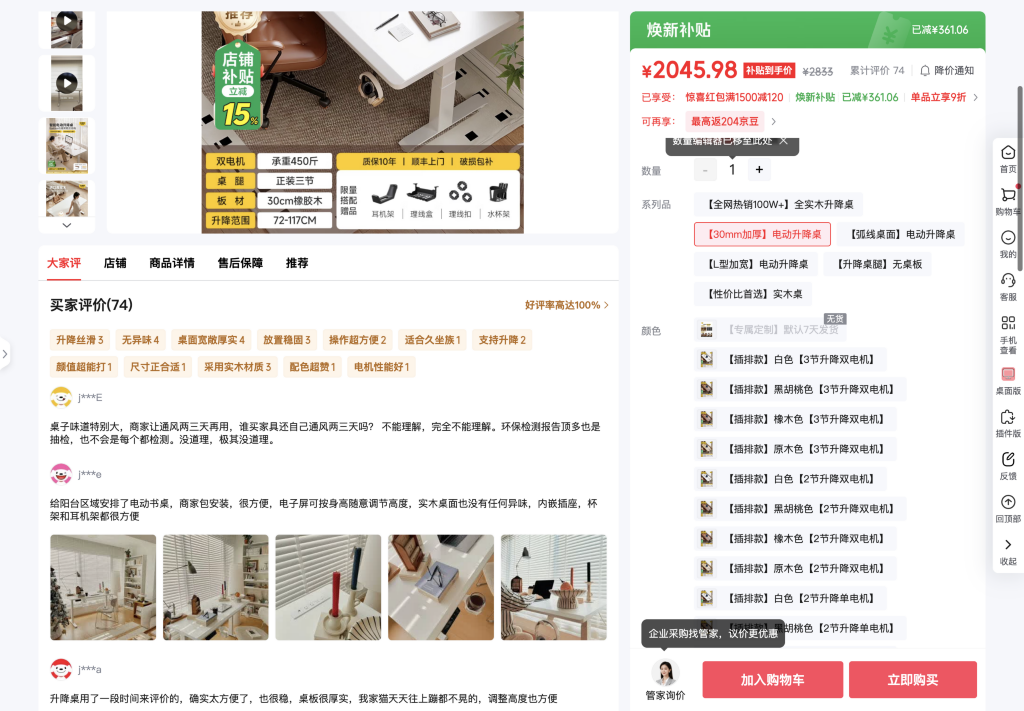 推荐
店铺
补贴
立减
15%
双电机 承重450斤
桌 腿 正装三节
板 材 30cm橡胶木
升降范围 72-117CM
质保10年 | 顺丰上门 | 破损包补
限量
搭配
赠品
耳机架 理线盒 理线扣 水杯架
大家评 店铺 商品详情 售后保障 推荐
买家评价(74)
好评率高达100%
升降丝滑 3 无异味 4 桌面宽敞厚实 4 放置稳固 3 操作超方便 2 适合久坐族 1 支持升降 2
颜值超能打 1 尺寸正合适 1 采用实木材质 3 配色超赞 1 电机性能好 1
j***E
桌子味道特别大，商家让通风两三天再用，谁买家具还自己通风两三天吗？ 不能理解，完全不能理解。环保检测报告顶多也是
抽检，也不会是每个都检测。没道理，极其没道理。
j***e
给阳台区域安排了电动书桌，商家包安装，很方便，电子屏可按身高随意调节高度，实木桌面也没有任何异味，内嵌插座，杯
架和耳机架都很方便
j***a
升降桌用了一段时间来评价的，确实太方便了，也很稳，桌板很厚实，我家猫天天往上蹦都不晃的，调整高度也方便
焕新补贴
已减¥361.06
¥2045.98 补贴到手价 ¥2833 累计评价 74 降价通知
已享受： 惊喜红包满1500减120 焕新补贴 已减¥361.06 单品立享9折
可再享： 最高返204京豆
数量编辑器已移至此处
数量 - 1 +
系列品 【全网热销100W+】全实木升降桌
【30mm加厚】电动升降桌 【弧线桌面】电动升降桌
【L型加宽】电动升降桌 【升降桌腿】无桌板
【性价比首选】实木桌
无货
颜色 【专属定制】默认7天发货
【插排款】白色【3节升降双电机】
【插排款】黑胡桃色【3节升降双电机】
【插排款】橡木色【3节升降双电机】
【插排款】原木色【3节升降双电机】
【插排款】白色【2节升降双电机】
【插排款】黑胡桃色【2节升降双电机】
【插排款】橡木色【2节升降双电机】
【插排款】原木色【2节升降双电机】
【插排款】白色【2节升降单电机】
胡桃色【2节升降单电机】
企业采购找管家，议价更优惠
管家询价
加入购物车 立即购买
首页
购物车
我的
客服
手机
查看
桌面版
插件版
反馈
回顶部
收起